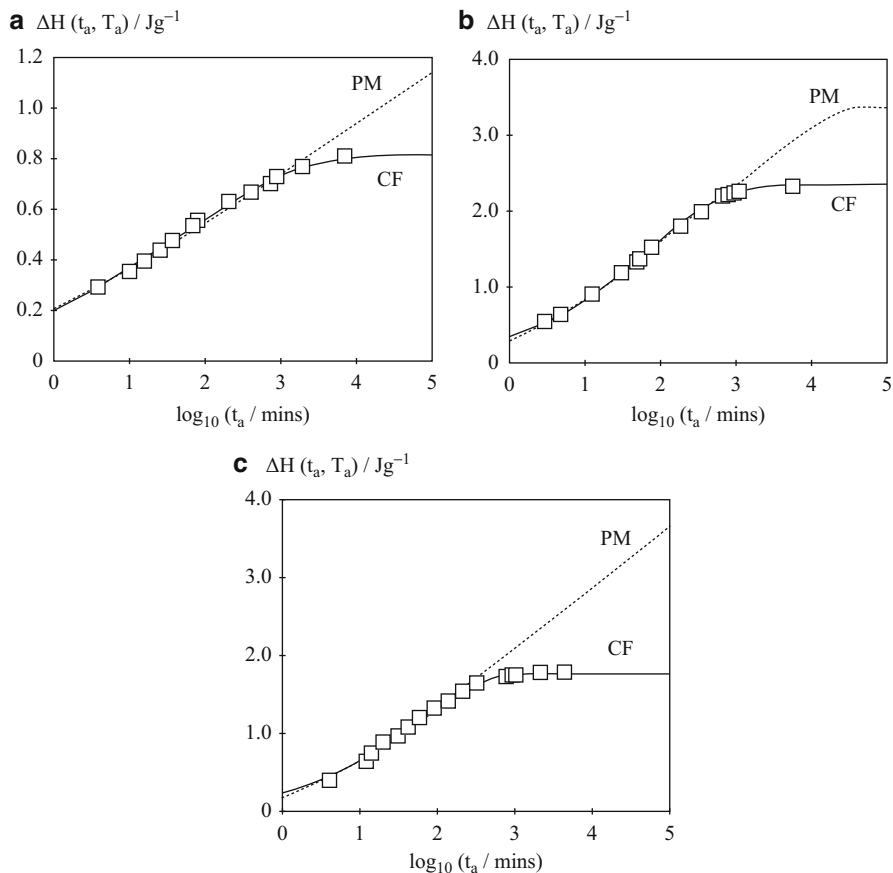 a ΔH (tₐ, Tₐ) / Jg⁻¹
1.2
1.0
0.8
0.6
0.4
0.2
0
PM
CF
0 1 2 3 4 5
log₁₀ (tₐ / mins)
b ΔH (tₐ, Tₐ) / Jg⁻¹
4.0
3.0
2.0
1.0
0.0
PM
CF
0 1 2 3 4 5
log₁₀ (tₐ / mins)
c ΔH (tₐ, Tₐ) / Jg⁻¹
4.0
3.0
2.0
1.0
0
PM
CF
0 1 2 3 4 5
log₁₀ (tₐ / mins)